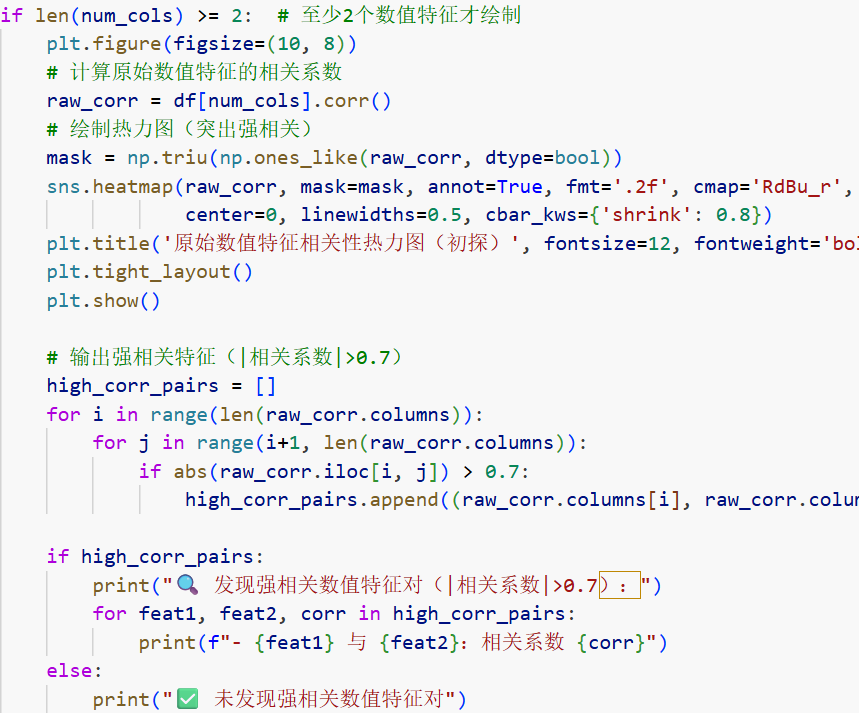 if len(num_cols) >= 2:  # 至少2个数值特征才绘制
    plt.figure(figsize=(10, 8))
    # 计算原始数值特征的相关系数
    raw_corr = df[num_cols].corr()
    # 绘制热力图（突出强相关）
    mask = np.triu(np.ones_like(raw_corr, dtype=bool))
    sns.heatmap(raw_corr, mask=mask, annot=True, fmt='.2f', cmap='RdBu_r',
                center=0, linewidths=0.5, cbar_kws={'shrink': 0.8})
    plt.title('原始数值特征相关性热力图（初探）', fontsize=12, fontweight='bol
    plt.tight_layout()
    plt.show()
    # 输出强相关特征（|相关系数|>0.7）
    high_corr_pairs = []
    for i in range(len(raw_corr.columns)):
        for j in range(i+1, len(raw_corr.columns)):
            if abs(raw_corr.iloc[i, j]) > 0.7:
                high_corr_pairs.append((raw_corr.columns[i], raw_corr.colu
    if high_corr_pairs:
        print("🔍 发现强相关数值特征对（|相关系数|>0.7）：")
        for feat1, feat2, corr in high_corr_pairs:
            print(f"- {feat1} 与 {feat2}：相关系数 {corr}")
    else:
        print("✅ 未发现强相关数值特征对")